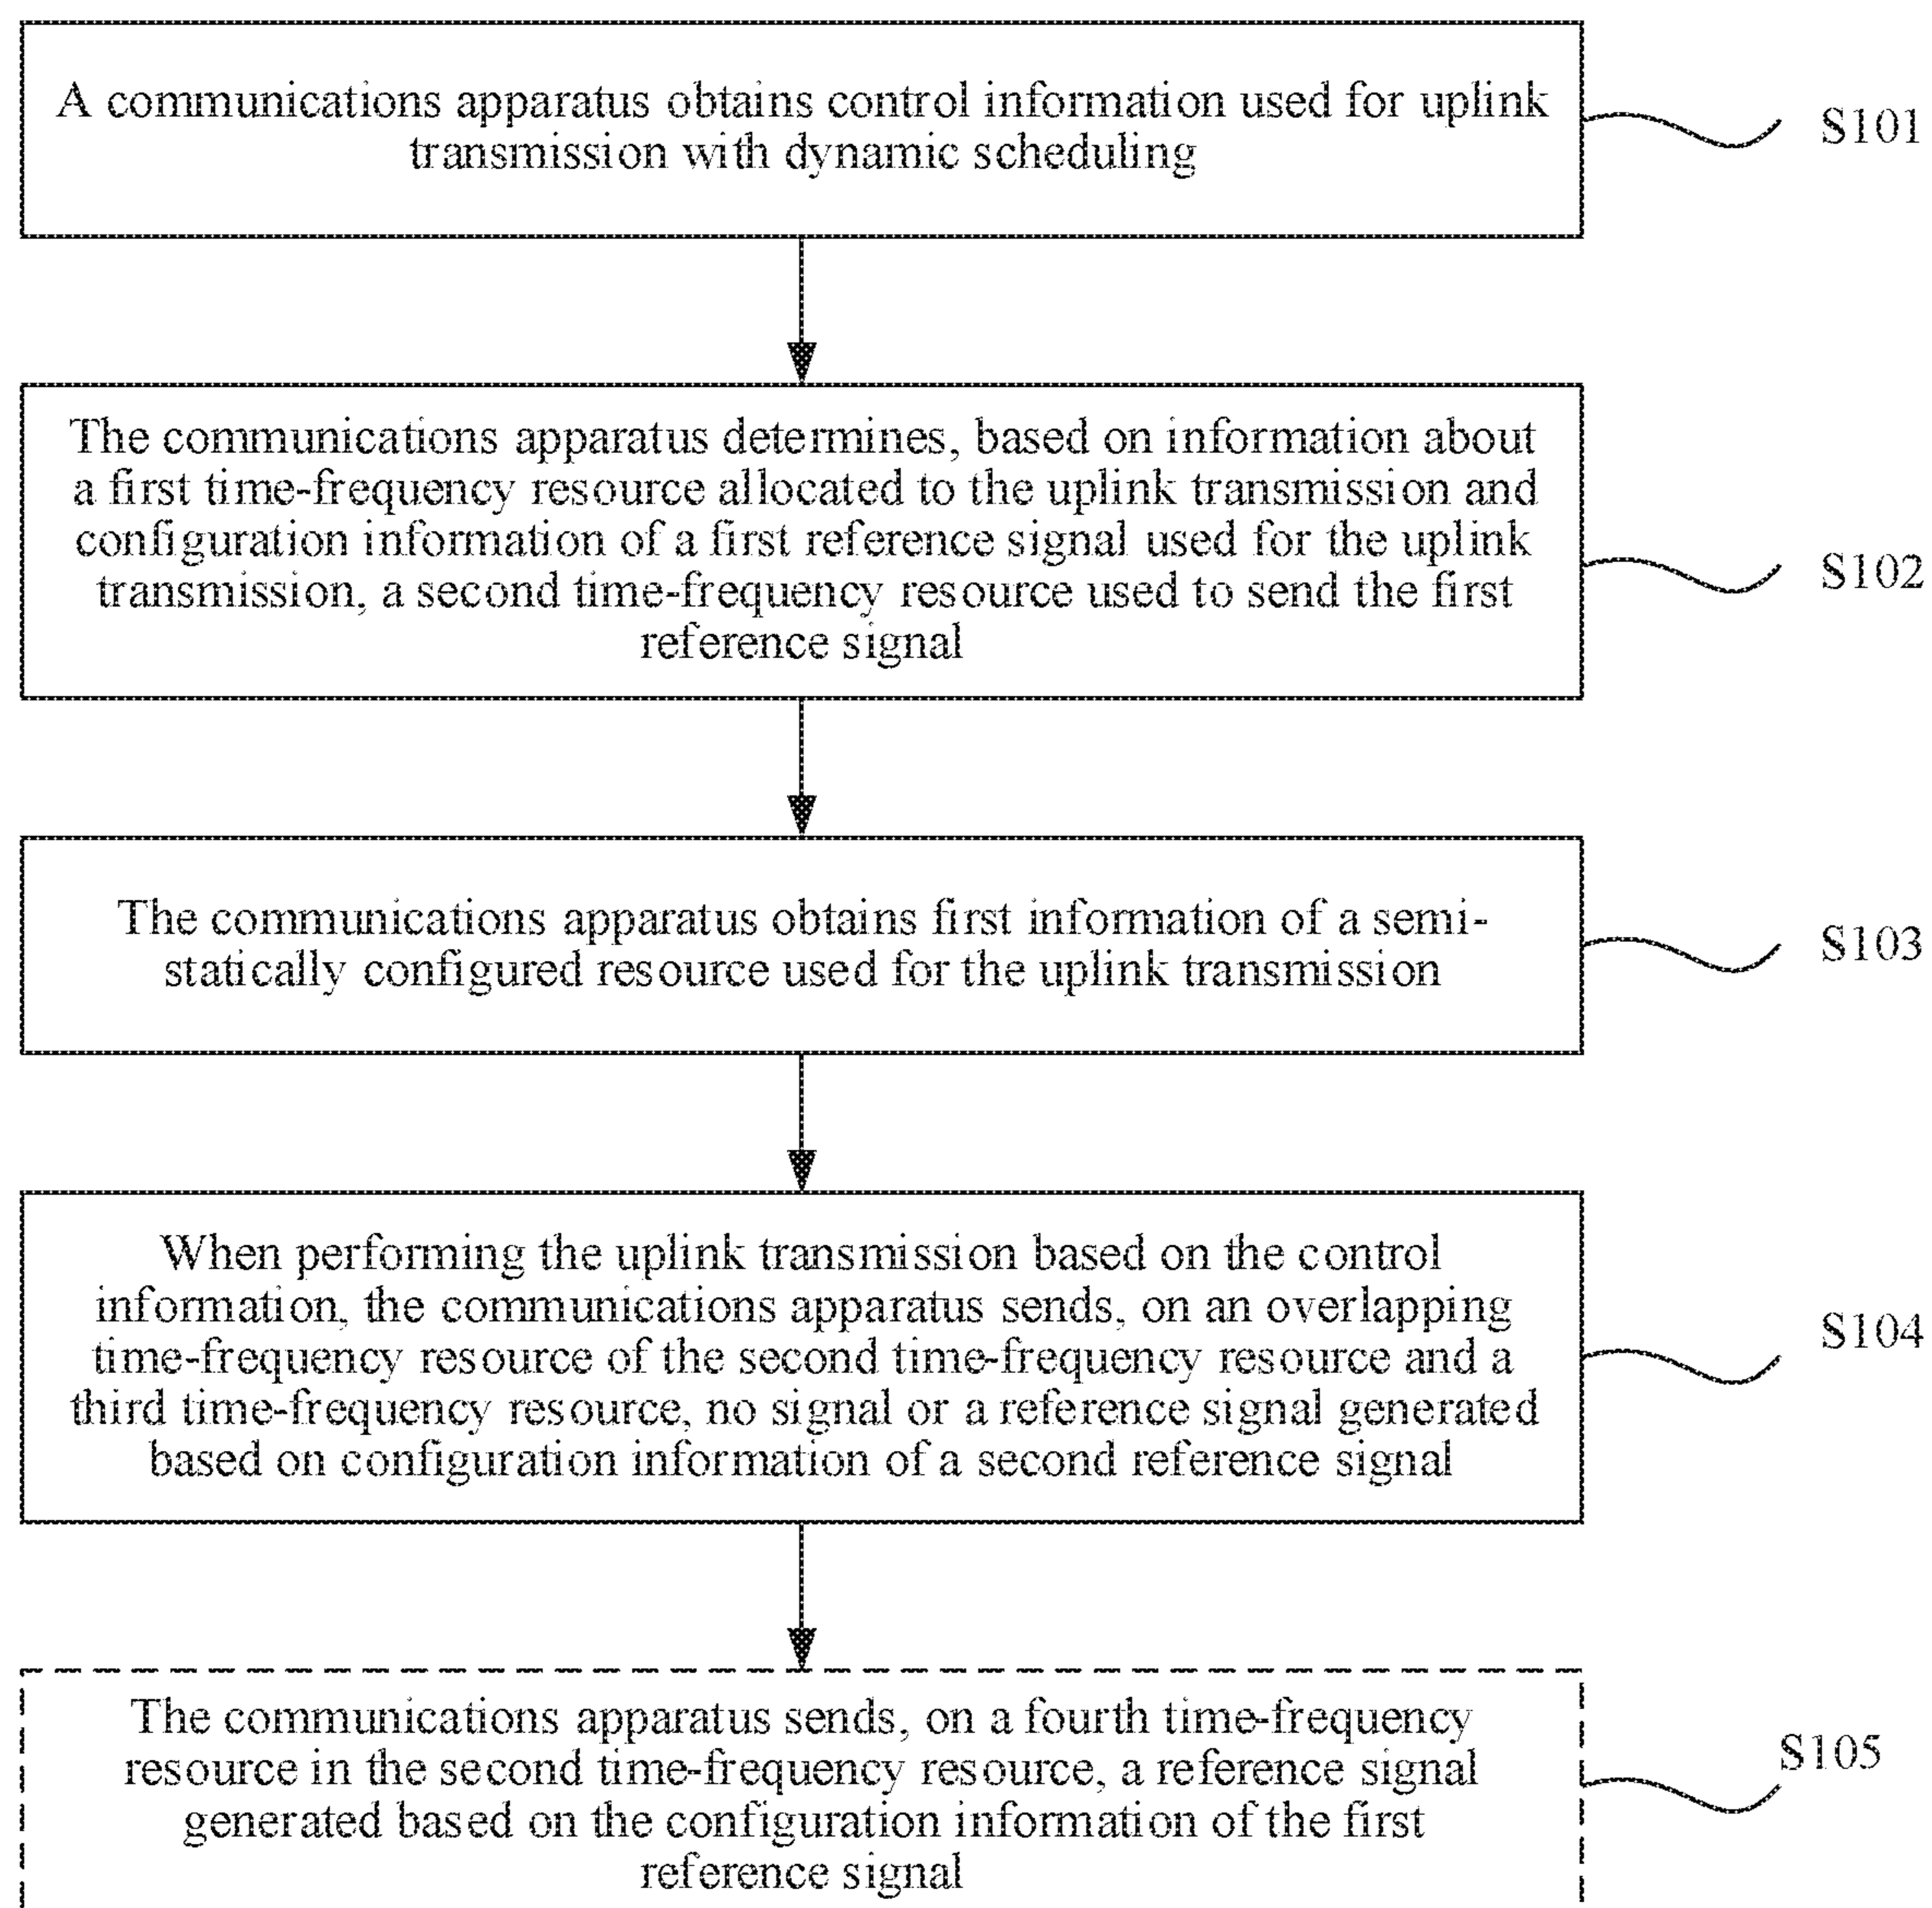 A communications apparatus obtains control information used for uplink
transmission with dynamic scheduling
S101
The communications apparatus determines, based on information about
a first time-frequency resource allocated to the uplink transmission and
configuration information of a first reference signal used for the uplink
transmission, a second time-frequency resource used to send the first
reference signal
S102
The communications apparatus obtains first information of a semi-
statically configured resource used for the uplink transmission
S103
When performing the uplink transmission based on the control
information, the communications apparatus sends, on an overlapping
time-frequency resource of the second time-frequency resource and a
third time-frequency resource, no signal or a reference signal generated
based on configuration information of a second reference signal
S104
The communications apparatus sends, on a fourth time-frequency
resource in the second time-frequency resource, a reference signal
generated based on the configuration information of the first
reference signal
S105